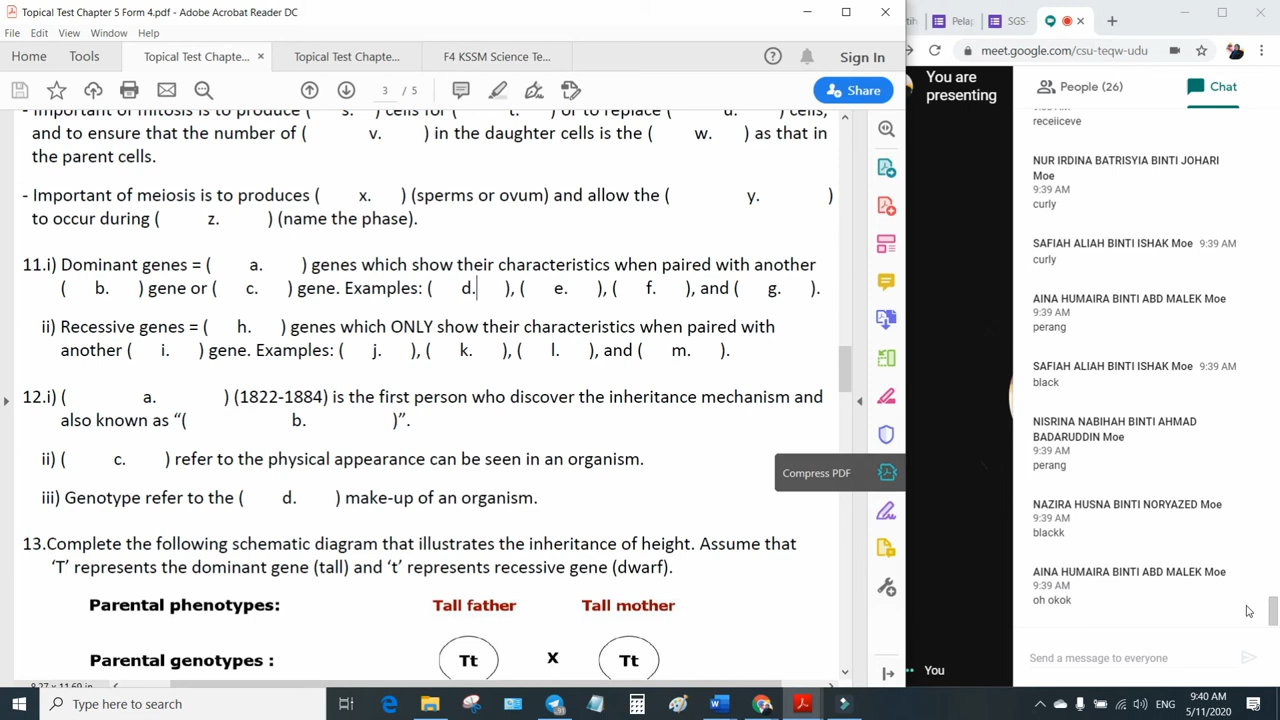 Topical Test Chapter 5 Form 4.pdf - Adobe Acrobat Reader DC
File Edit View Window Help
Home Tools Topical Test Chapte... × Topical Test Chapte... F4 KSSM Science Te... Sign In
3 / 5 Share
and to ensure that the number of ( v. ) in the daughter cells is the ( w. ) as that in
the parent cells.
- Important of meiosis is to produces ( x. ) (sperms or ovum) and allow the ( y. )
to occur during ( z. ) (name the phase).
11.i) Dominant genes = ( a. ) genes which show their characteristics when paired with another
( b. ) gene or ( c. ) gene. Examples: ( d. ), ( e. ), ( f. ), and ( g. ).
ii) Recessive genes = ( h. ) genes which ONLY show their characteristics when paired with
another ( i. ) gene. Examples: ( j. ), ( k. ), ( l. ), and ( m. ).
12.i) ( a. ) (1822-1884) is the first person who discover the inheritance mechanism and
also known as “( b. )”.
ii) ( c. ) refer to the physical appearance can be seen in an organism.
iii) Genotype refer to the ( d. ) make-up of an organism.
13.Complete the following schematic diagram that illustrates the inheritance of height. Assume that
‘T’ represents the dominant gene (tall) and ‘t’ represents recessive gene (dwarf).
Parental phenotypes: Tall father Tall mother
Parental genotypes : Tt X Tt
Compress PDF
Pelaj SGS-
meet.google.com/csu-teqw-udu
You are
presenting
People (26) Chat
receiiceve
NUR IRDINA BATRISYIA BINTI JOHARI
Moe
9:39 AM
curly
SAFIAH ALIAH BINTI ISHAK Moe 9:39 AM
curly
AINA HUMAIRA BINTI ABD MALEK Moe
9:39 AM
perang
SAFIAH ALIAH BINTI ISHAK Moe 9:39 AM
black
NISRINA NABIHAH BINTI AHMAD
BADARUDDIN Moe
9:39 AM
perang
NAZIRA HUSNA BINTI NORYAZED Moe
9:39 AM
blackk
AINA HUMAIRA BINTI ABD MALEK Moe
9:39 AM
oh okok
Send a message to everyone
You
Type here to search
ENG
9:40 AM
5/11/2020